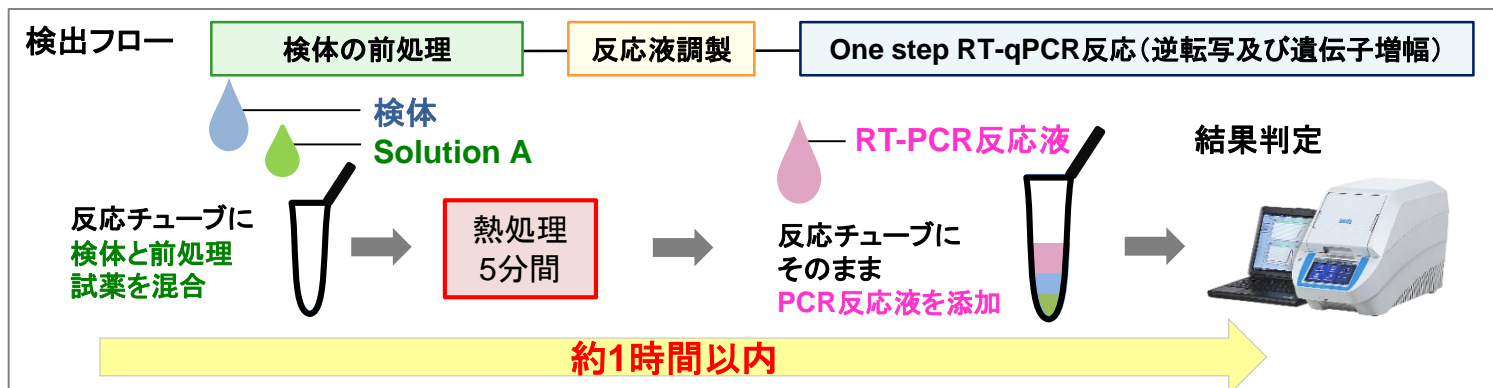 検出フロー
検体の前処理
反応液調製
One step RT-qPCR反応（逆転写及び遺伝子増幅）
検体
Solution A
反応チューブに
検体と前処理
試薬を混合
熱処理
5分間
RT-PCR反応液
反応チューブに
そのまま
PCR反応液を添加
結果判定
約1時間以内